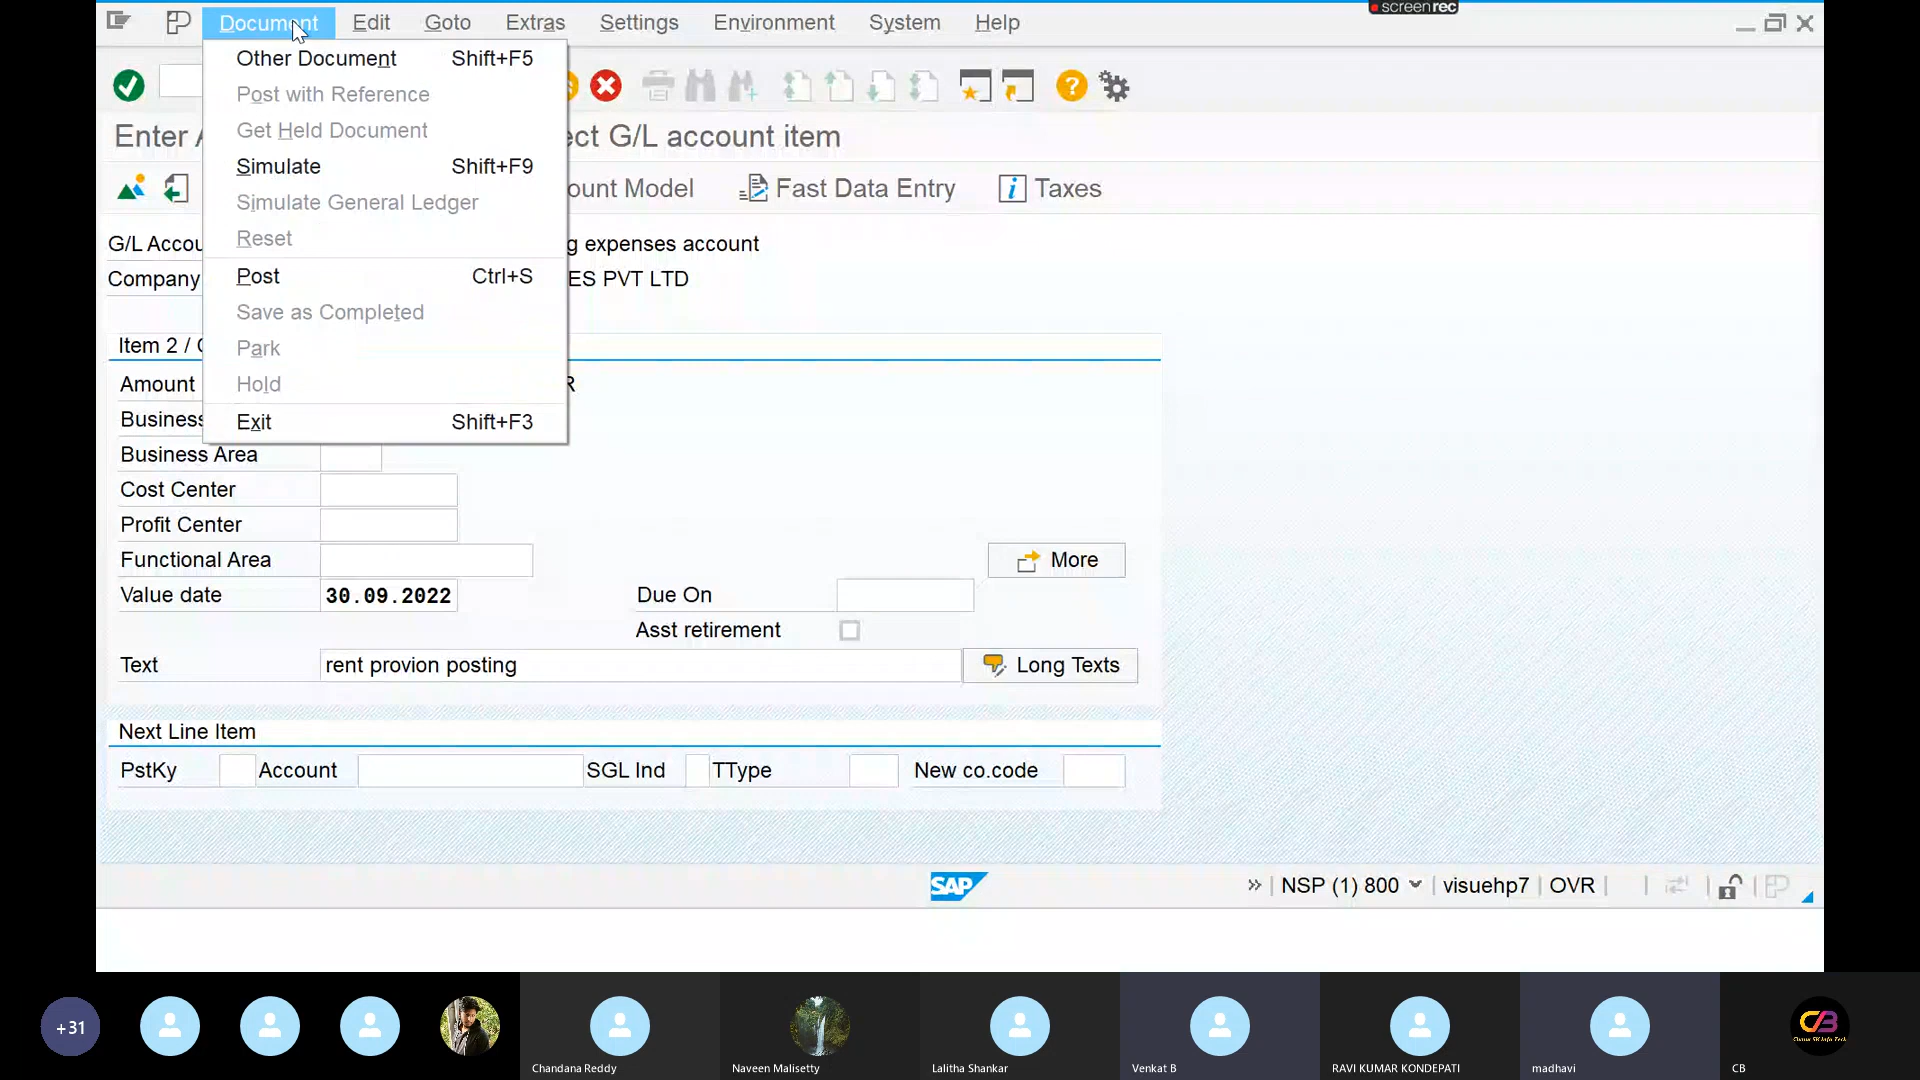 screenrec
Document Edit Goto Extras Settings Environment System Help
Other Document Shift+F5
Post with Reference
Get Held Document
Simulate Shift+F9
Simulate General Ledger
Reset
Post Ctrl+S
Save as Completed
Park
Hold
Exit Shift+F3
Enter ect G/L account item
ount Model Fast Data Entry Taxes
G/L Accou g expenses account
Company ES PVT LTD
Item 2 /
Amount R
Business
Business Area
Cost Center
Profit Center
Functional Area More
Value date 30.09.2022 Due On
Asst retirement
Text rent provion posting Long Texts
Next Line Item
PstKy Account SGL Ind TType New co.code
SAP NSP (1) 800 visuehp7 OVR
+31
Chandana Reddy Naveen Malisetty Lalitha Shankar Venkat B RAVI KUMAR KONDEPATI madhavi CB